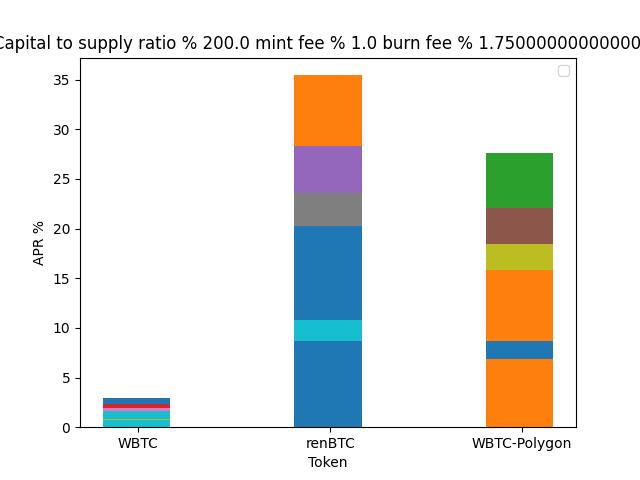 Capital to supply ratio % 200.0 mint fee % 1.0 burn fee % 1.75000000000000
35
30
25
20
15
10
5
0
APR %
WBTC renBTC WBTC-Polygon
Token